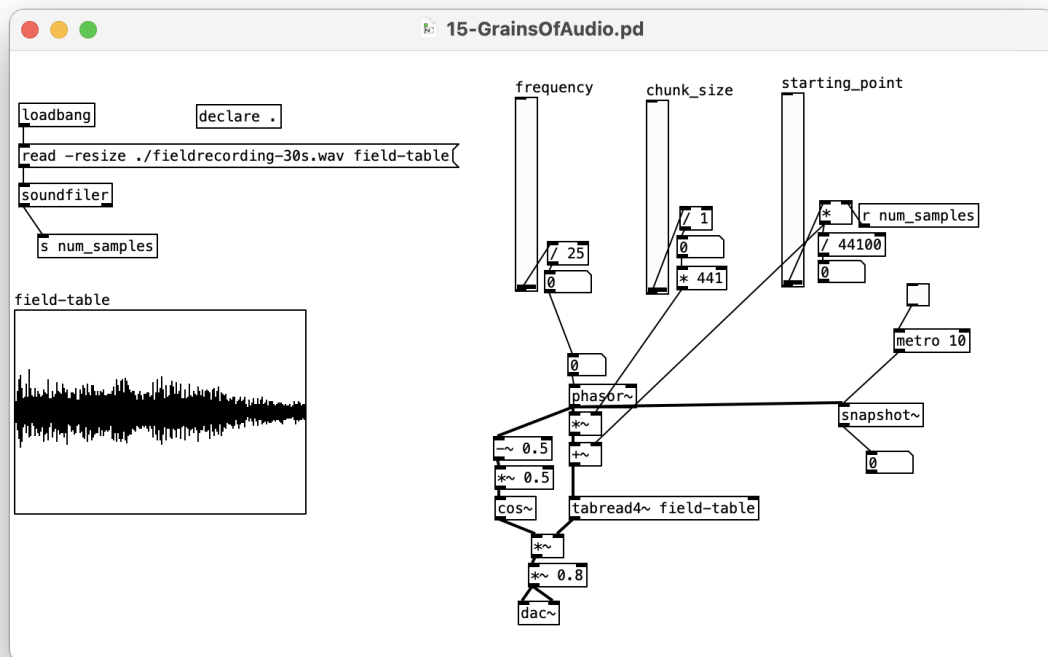 15-GrainsOfAudio.pd
loadbang
declare .
read -resize ./fieldrecording-30s.wav field-table
soundfiler
s num_samples
field-table
frequency
chunk_size
starting_point
/ 25
0
/ 1
0
* 441
*
r num_samples
/ 44100
0
metro 10
0
phasor~
*~
snapshot~
-~ 0.5
+~
0
*~ 0.5
cos~
tabread4~ field-table
*~
*~ 0.8
dac~